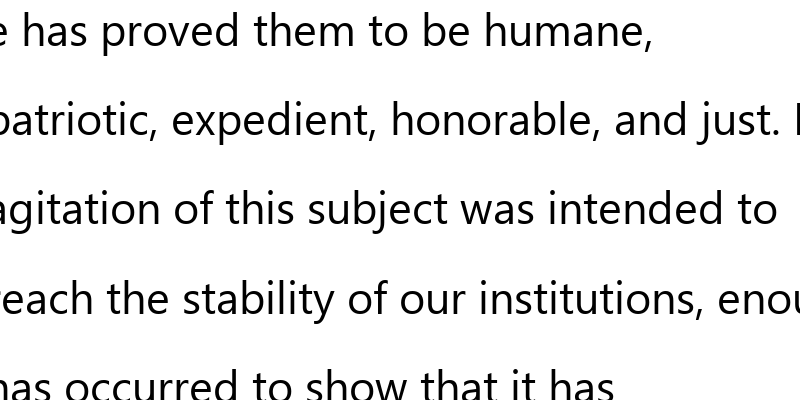 has proved them to be humane,
patriotic, expedient, honorable, and just.
agitation of this subject was intended to
reach the stability of our institutions,
has occurred to show that it has